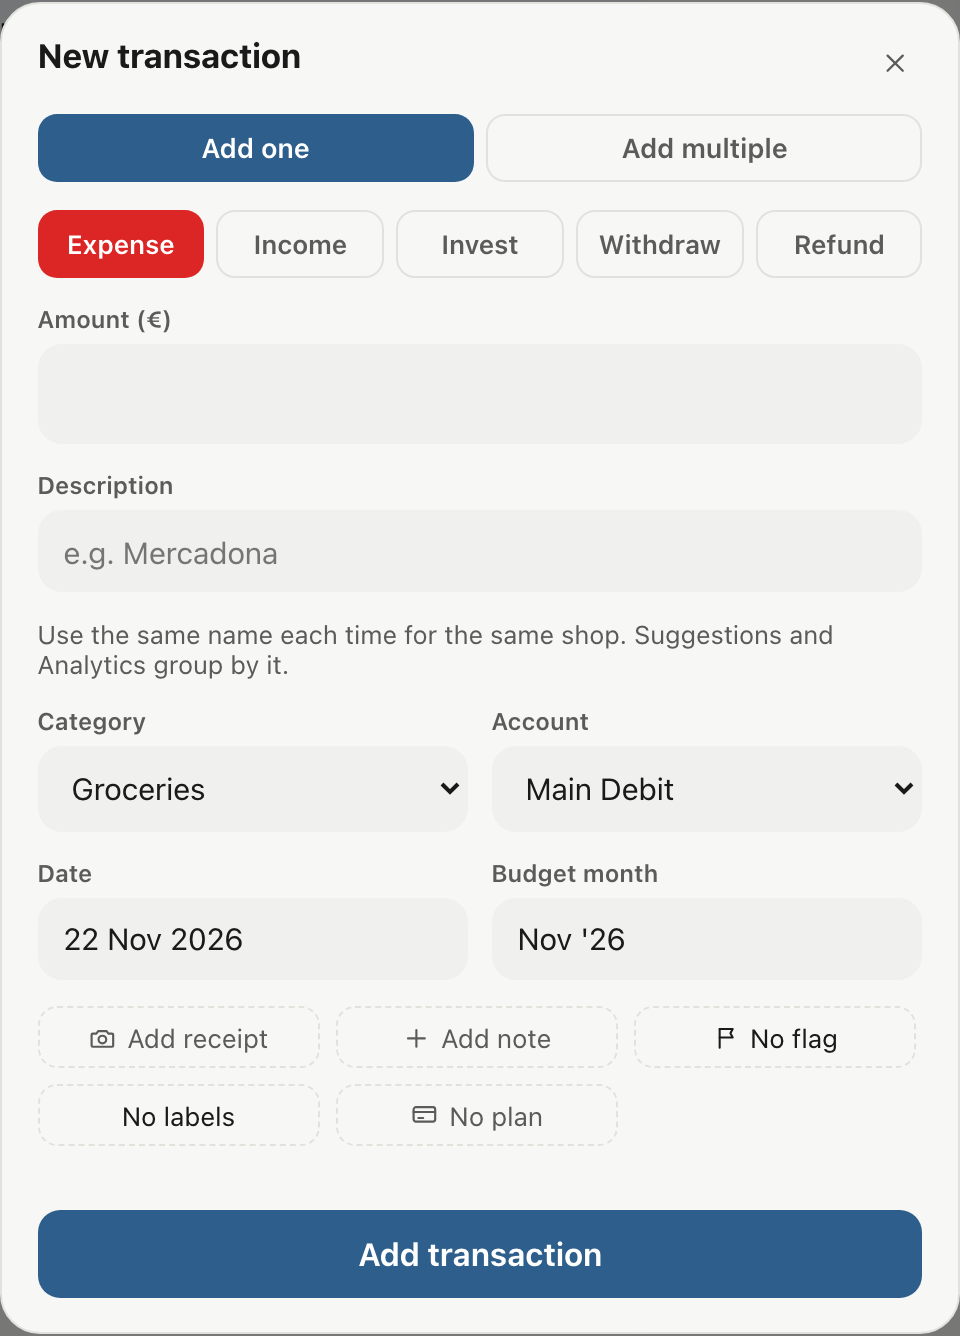 New transaction
Add one
Add multiple
Expense
Income
Invest
Withdraw
Refund
Amount (€)
Description
e.g. Mercadona
Use the same name each time for the same shop. Suggestions and
Analytics group by it.
Category
Account
Groceries
Main Debit
Date
Budget month
22 Nov 2026
Nov '26
Add receipt
Add note
No flag
No labels
No plan
Add transaction